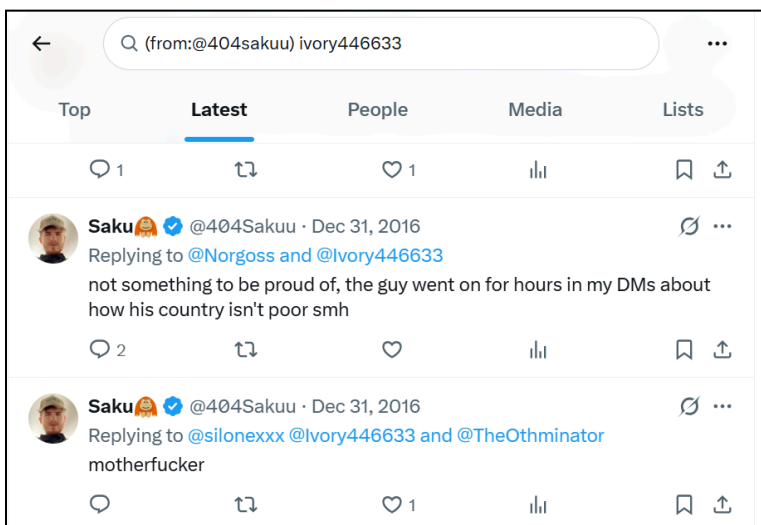 (from:@404sakuu) ivory446633
Top Latest People Media Lists
1 1
Saku @404Sakuu · Dec 31, 2016
Replying to @Norgoss and @Ivory446633
not something to be proud of, the guy went on for hours in my DMs about
how his country isn't poor smh
2
Saku @404Sakuu · Dec 31, 2016
Replying to @silonexxx @Ivory446633 and @TheOthminator
motherfucker
1